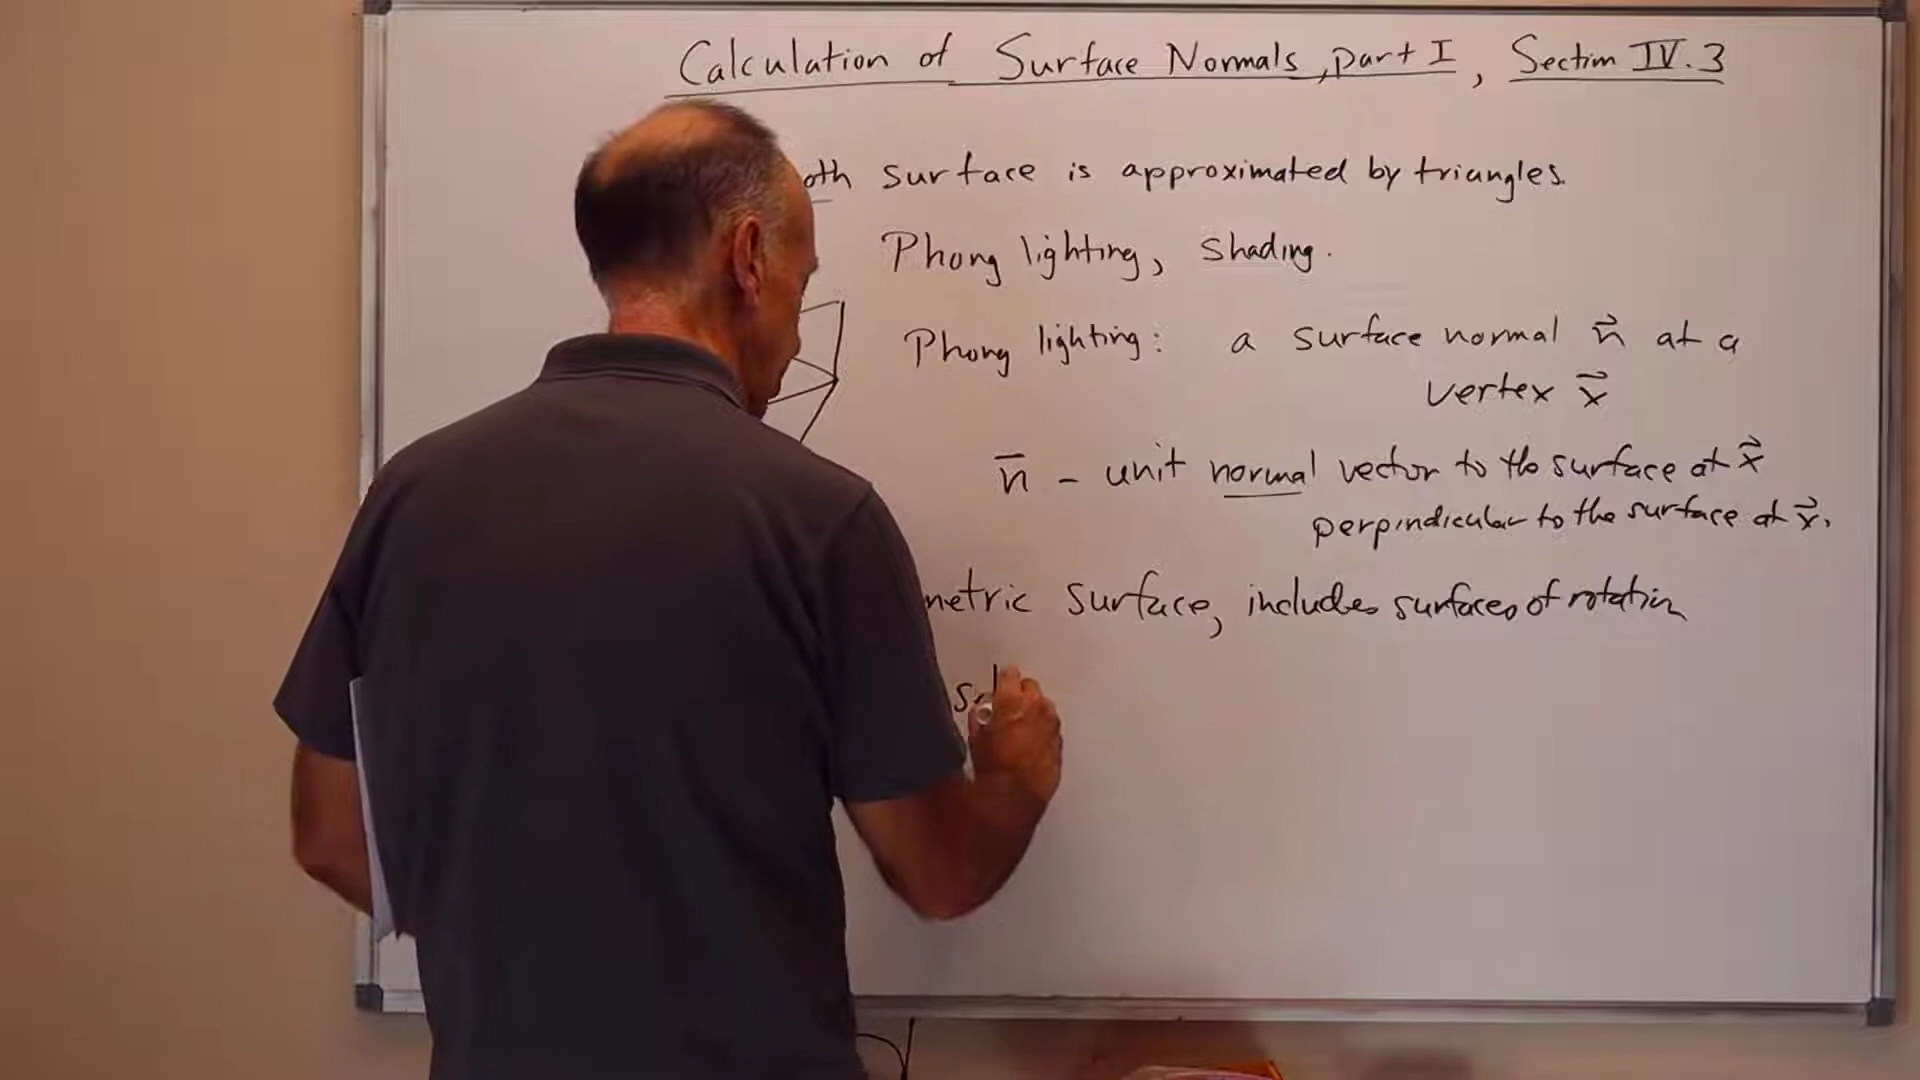 Calculation of Surface Normals, part I, Section IV.3
oth surface is approximated by triangles.
Phong lighting, shading.
Phong lighting: a surface normal n⃗ at a
vertex x⃗
n⃗ - unit normal vector to the surface at x⃗
perpindicular to the surface at x⃗.
metric surface, includes surfaces of rotation